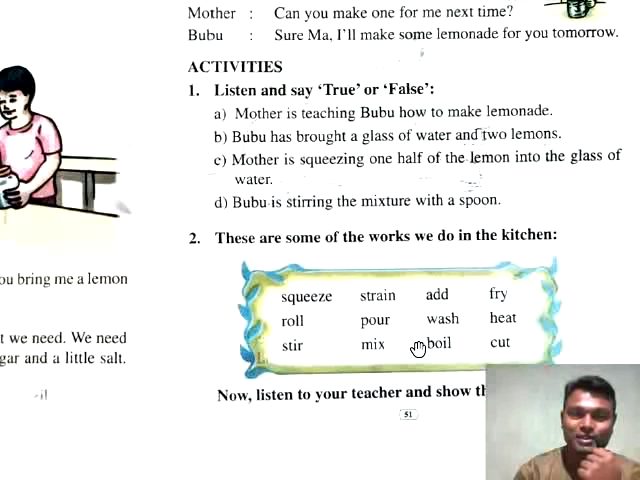 Mother : Can you make one for me next time?
Bubu : Sure Ma, I'll make some lemonade for you tomorrow.
ACTIVITIES
1. Listen and say 'True' or 'False':
a) Mother is teaching Bubu how to make lemonade.
b) Bubu has brought a glass of water and two lemons.
c) Mother is squeezing one half of the lemon into the glass of
water.
d) Bubu is stirring the mixture with a spoon.
2. These are some of the works we do in the kitchen:
squeeze strain add fry
roll pour wash heat
stir mix boil cut
Now, listen to your teacher and show
51
bring me a lemon
we need. We need
and a little salt.